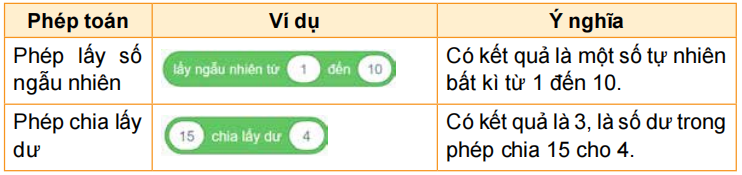 Phép toán Ví dụ Ý nghĩa
Phép lấy số ngẫu nhiên
lấy ngẫu nhiên từ 1 đến 10
Có kết quả là một số tự nhiên
bất kì từ 1 đến 10.
Phép chia lấy dư
15 chia lấy dư 4
Có kết quả là 3, là số dư trong
phép chia 15 cho 4.